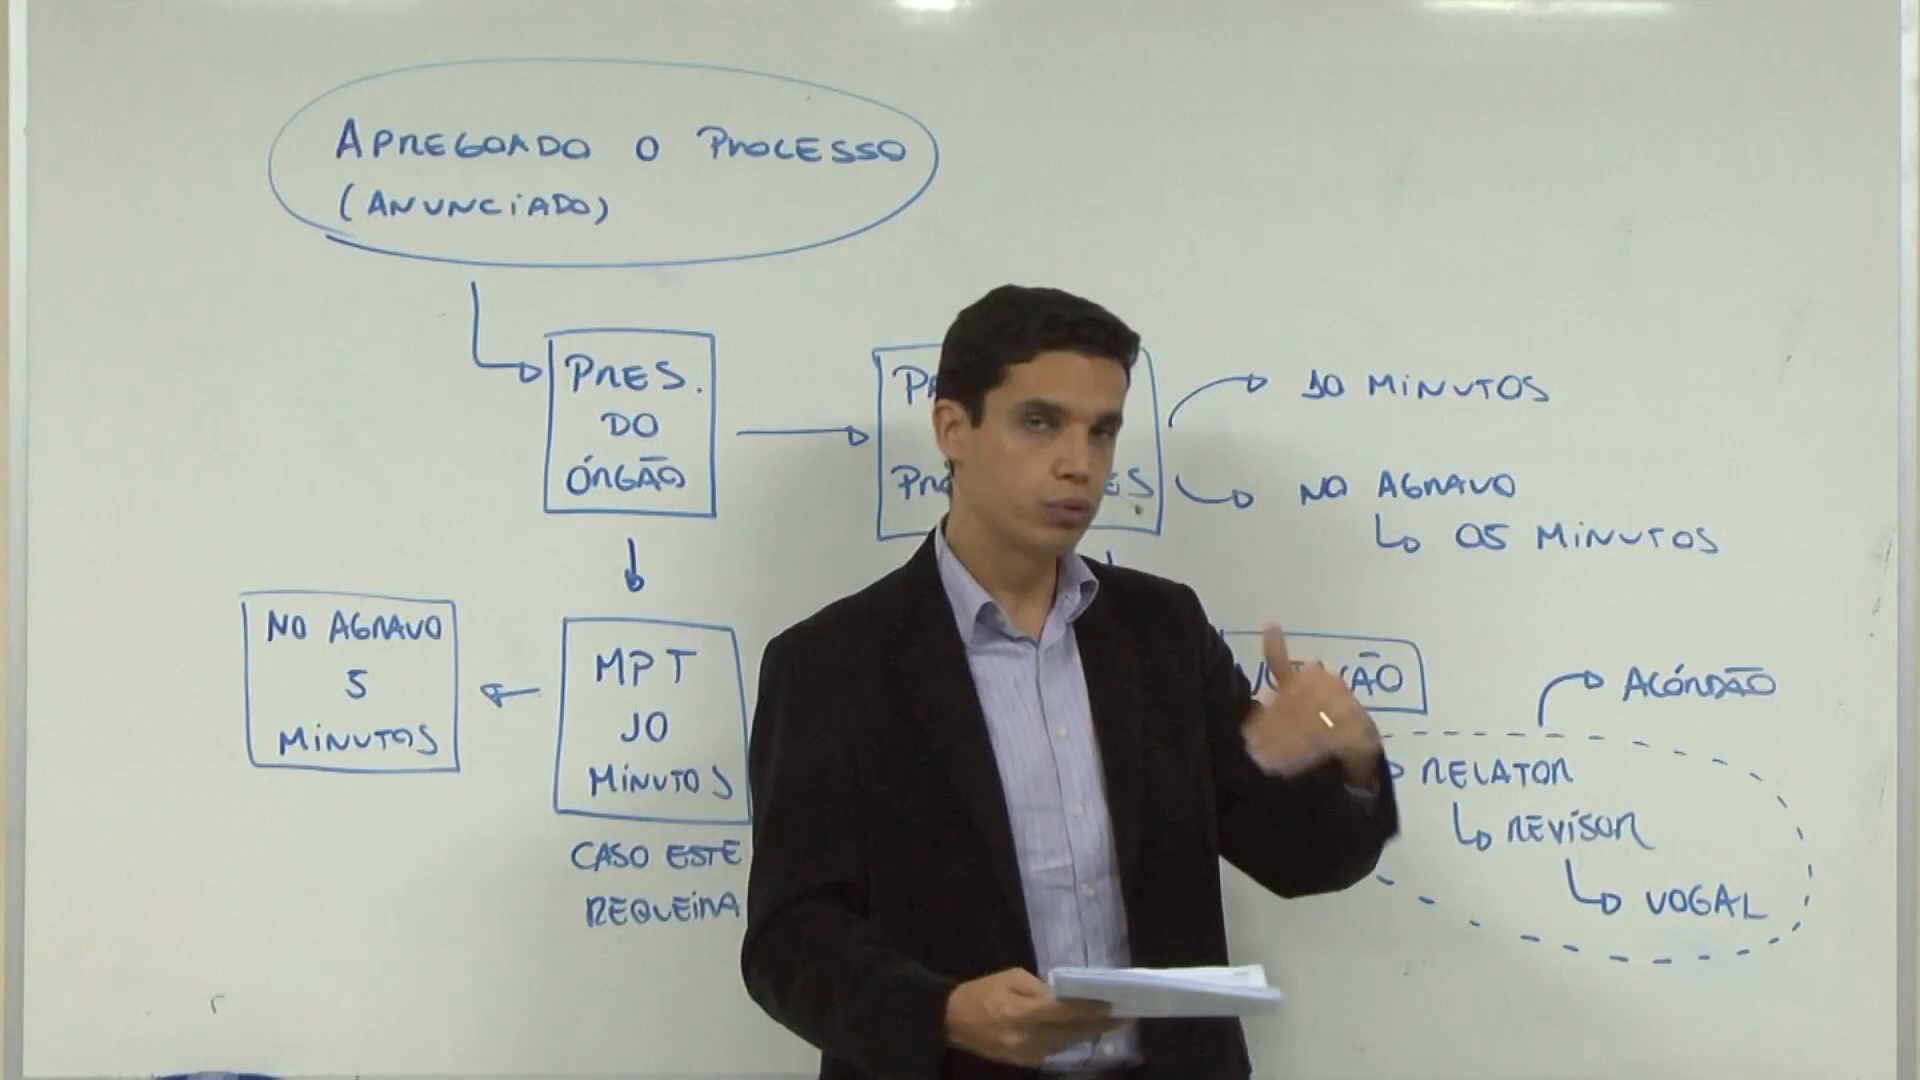 APREGOADO O PROCESSO
(ANUNCIADO)
PRES.
DO
ÓRGÃO
10 MINUTOS
NO AGRAVO
05 MINUTOS
NO AGRAVO
5
MINUTOS
MPT
10
MINUTOS
CASO ESTE
REQUEIRA
ACÓRDÃO
RELATOR
REVISOR
VOGAL